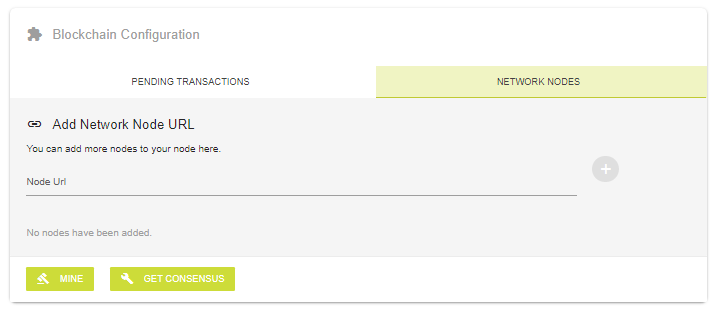 Blockchain Configuration
PENDING TRANSACTIONS
NETWORK NODES
Add Network Node URL
You can add more nodes to your node here.
Node Url
No nodes have been added.
MINE
GET CONSENSUS